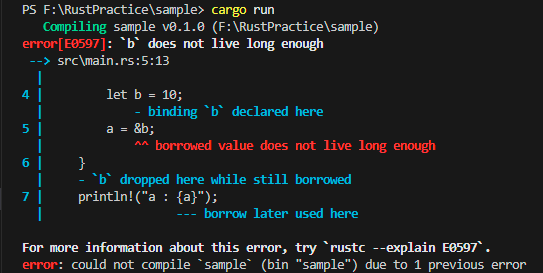 PS F:\RustPractice\sample> cargo run
   Compiling sample v0.1.0 (F:\RustPractice\sample)
error[E0597]: `b` does not live long enough
 --> src\main.rs:5:13
  |
4 |         let b = 10;
  |             - binding `b` declared here
5 |         a = &b;
  |             ^^ borrowed value does not live long enough
6 |     }
  |     - `b` dropped here while still borrowed
7 |     println!("a : {a}");
  |                   --- borrow later used here

For more information about this error, try `rustc --explain E0597`.
error: could not compile `sample` (bin "sample") due to 1 previous error